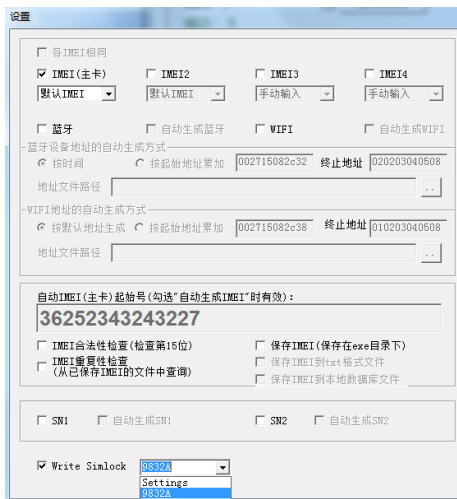 设置
各IMEI相同
IMEI(主卡) IMEI2 IMEI3 IMEI4
默认IMEI 默认IMEI 手动输入 手动输入
蓝牙 自动生成蓝牙 WIFI 自动生成WIFI
蓝牙设备地址的自动生成方式
按时间 按起始地址累加 002715082c32 终止地址 020203040508
地址文件路径 ..
WIFI地址的自动生成方式
按默认地址生成 按起始地址累加 002715082c38 终止地址 010203040508
地址文件路径 ..
自动IMEI(主卡)起始号(勾选"自动生成IMEI"时有效):
36252343243227
IMEI合法性检查(检查第15位) 保存IMEI(保存在exe目录下)
IMEI重复性检查 保存IMEI到txt格式文件
(从已保存IMEI的文件中查询) 保存IMEI到本地数据库文件
SN1 自动生成SN1 SN2 自动生成SN2
Write Simlock 9832A
Settings
9832A